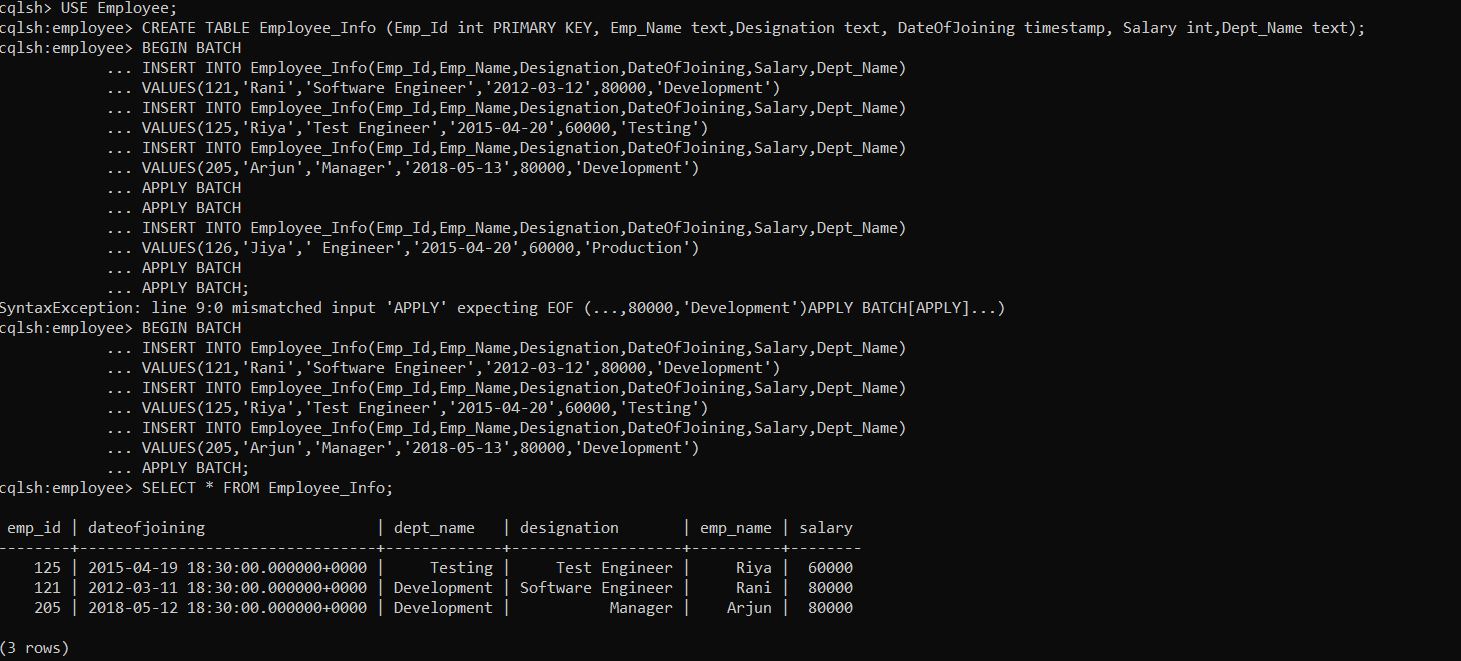 cqlsh> USE Employee;
cqlsh:employee> CREATE TABLE Employee_Info (Emp_Id int PRIMARY KEY, Emp_Name text,Designation text, DateOfJoining timestamp, Salary int,Dept_Name text);
cqlsh:employee> BEGIN BATCH
            ... INSERT INTO Employee_Info(Emp_Id,Emp_Name,Designation,DateOfJoining,Salary,Dept_Name)
            ... VALUES(121,'Rani','Software Engineer','2012-03-12',80000,'Development')
            ... INSERT INTO Employee_Info(Emp_Id,Emp_Name,Designation,DateOfJoining,Salary,Dept_Name)
            ... VALUES(125,'Riya','Test Engineer','2015-04-20',60000,'Testing')
            ... INSERT INTO Employee_Info(Emp_Id,Emp_Name,Designation,DateOfJoining,Salary,Dept_Name)
            ... VALUES(205,'Arjun','Manager','2018-05-13',80000,'Development')
            ... APPLY BATCH
            ... APPLY BATCH
            ... INSERT INTO Employee_Info(Emp_Id,Emp_Name,Designation,DateOfJoining,Salary,Dept_Name)
            ... VALUES(126,'Jiya',' Engineer','2015-04-20',60000,'Production')
            ... APPLY BATCH
            ... APPLY BATCH;
SyntaxException: line 9:0 mismatched input 'APPLY' expecting EOF (...,80000,'Development')APPLY BATCH[APPLY]...)
cqlsh:employee> BEGIN BATCH
            ... INSERT INTO Employee_Info(Emp_Id,Emp_Name,Designation,DateOfJoining,Salary,Dept_Name)
            ... VALUES(121,'Rani','Software Engineer','2012-03-12',80000,'Development')
            ... INSERT INTO Employee_Info(Emp_Id,Emp_Name,Designation,DateOfJoining,Salary,Dept_Name)
            ... VALUES(125,'Riya','Test Engineer','2015-04-20',60000,'Testing')
            ... INSERT INTO Employee_Info(Emp_Id,Emp_Name,Designation,DateOfJoining,Salary,Dept_Name)
            ... VALUES(205,'Arjun','Manager','2018-05-13',80000,'Development')
            ... APPLY BATCH;
cqlsh:employee> SELECT * FROM Employee_Info;

 emp_id | dateofjoining                   | dept_name   | designation       | emp_name | salary
--------+---------------------------------+-------------+-------------------+----------+--------
    125 | 2015-04-19 18:30:00.000000+0000 |     Testing |     Test Engineer |     Riya |  60000
    121 | 2012-03-11 18:30:00.000000+0000 | Development | Software Engineer |     Rani |  80000
    205 | 2018-05-12 18:30:00.000000+0000 | Development |           Manager |    Arjun |  80000

(3 rows)